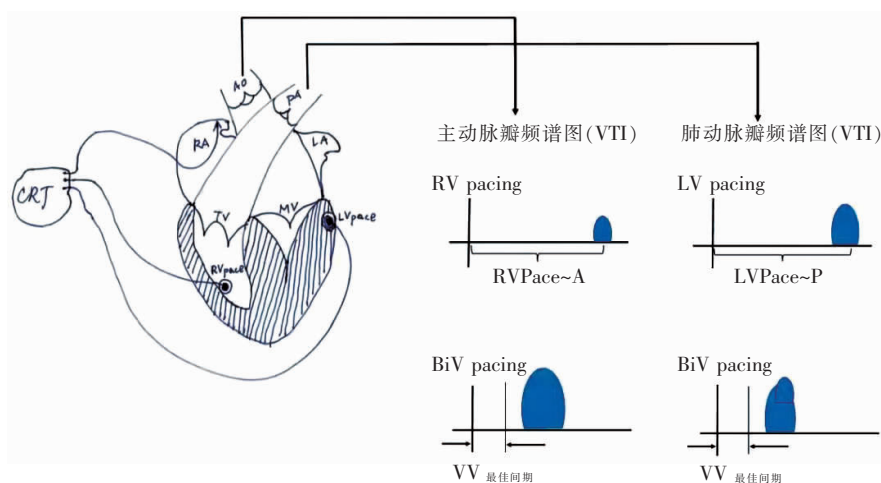 AO
PA
RA
LA
CRT
TV
MV
LVpace
RVpace
主动脉瓣频谱图(VTI)
肺动脉瓣频谱图(VTI)
RV pacing
LV pacing
RVPace~A
LVPace~P
BiV pacing
BiV pacing
VV 最佳间期
VV 最佳间期